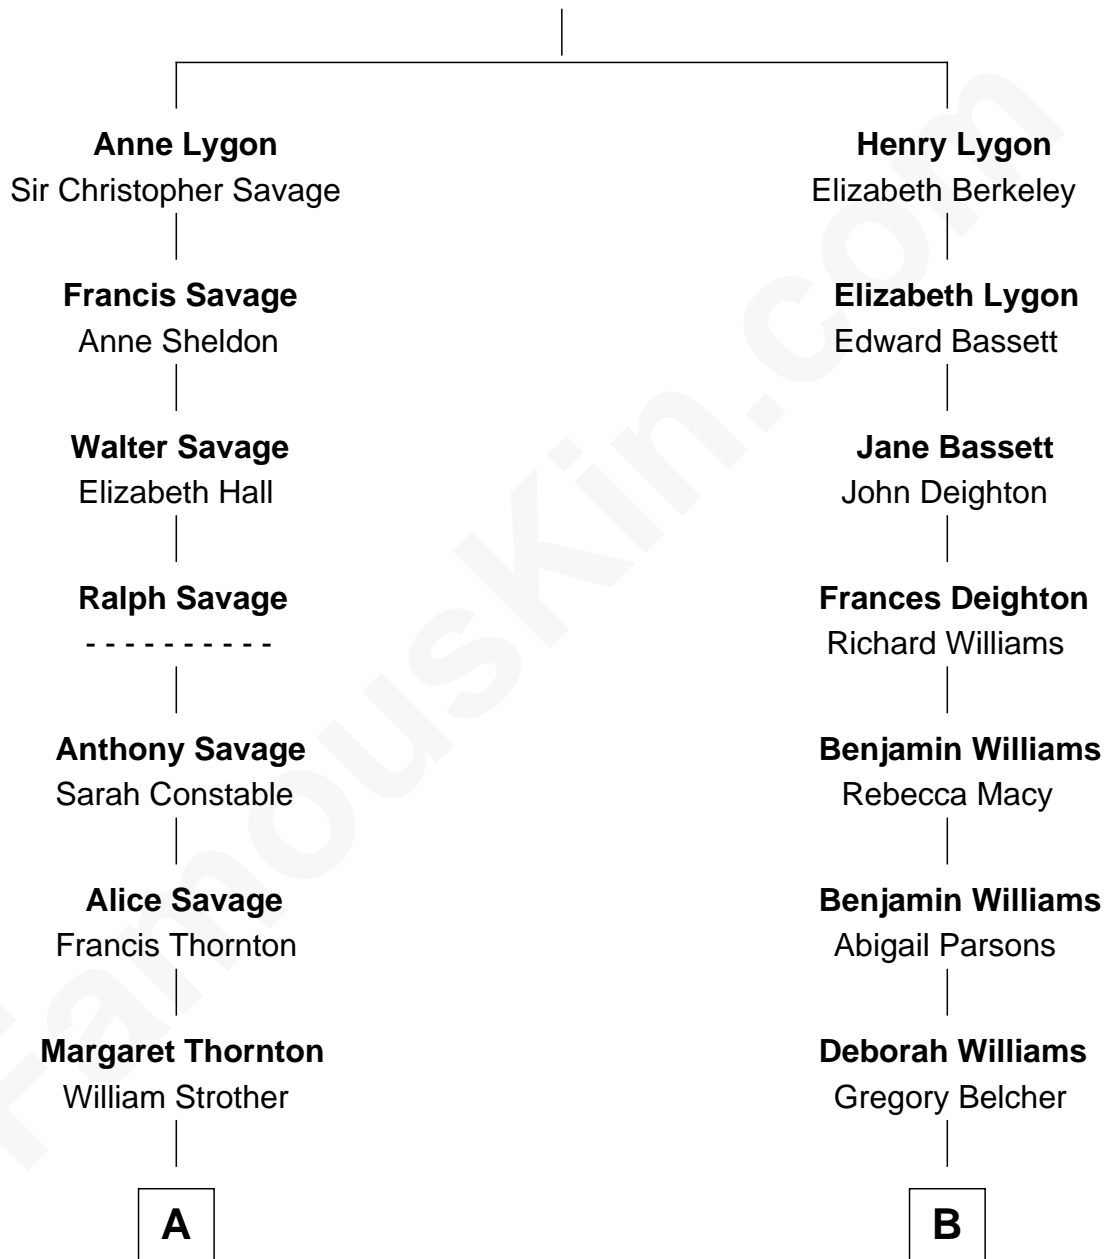 Anne Lygon
Sir Christopher Savage
Francis Savage
Anne Sheldon
Walter Savage
Elizabeth Hall
Ralph Savage
- - - - - - - - - -
Anthony Savage
Sarah Constable
Alice Savage
Francis Thornton
Margaret Thornton
William Strother
A
Henry Lygon
Elizabeth Berkeley
Elizabeth Lygon
Edward Bassett
Jane Bassett
John Deighton
Frances Deighton
Richard Williams
Benjamin Williams
Rebecca Macy
Benjamin Williams
Abigail Parsons
Deborah Williams
Gregory Belcher
B
FamousKin.com